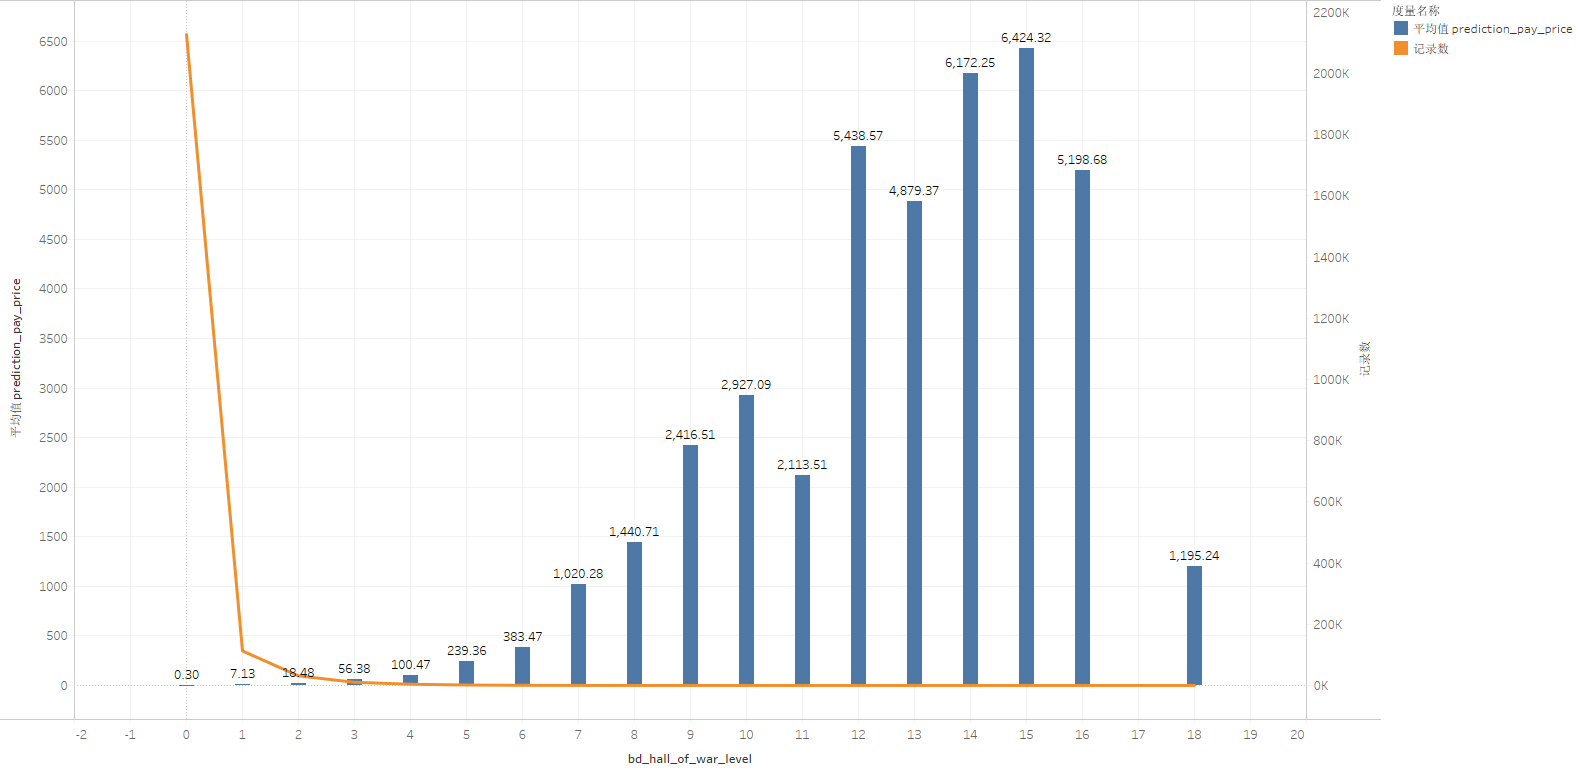 度量名称
平均值 prediction_pay_price
记录数
平均值 prediction_pay_price
6500
6000
5500
5000
4500
4000
3500
3000
2500
2000
1500
1000
500
0
0.30
7.13
18.48
56.38
100.47
239.36
383.47
1,020.28
1,440.71
2,416.51
2,927.09
2,113.51
5,438.57
4,879.37
6,172.25
6,424.32
5,198.68
1,195.24
2200K
2000K
1800K
1600K
1400K
1200K
1000K
800K
600K
400K
200K
0K
记录数
-2 -1 0 1 2 3 4 5 6 7 8 9 10 11 12 13 14 15 16 17 18 19 20
bd_hall_of_war_level